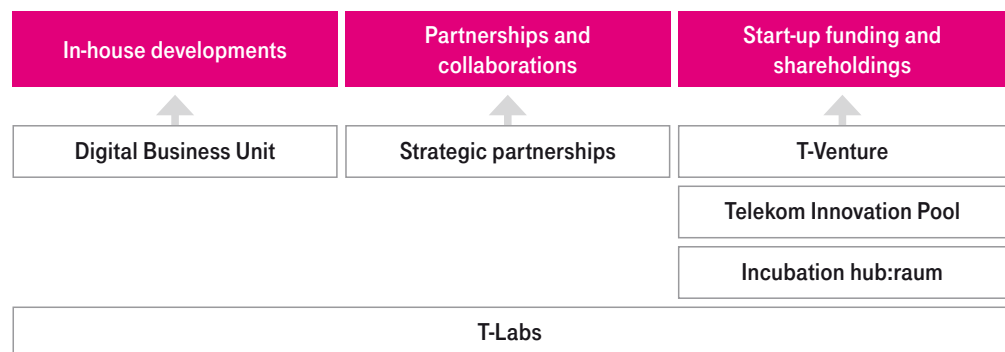 In-house developments
Partnerships and
collaborations
Start-up funding and
shareholdings
Digital Business Unit
Strategic partnerships
T-Venture
Telekom Innovation Pool
Incubation hub:raum
T-Labs